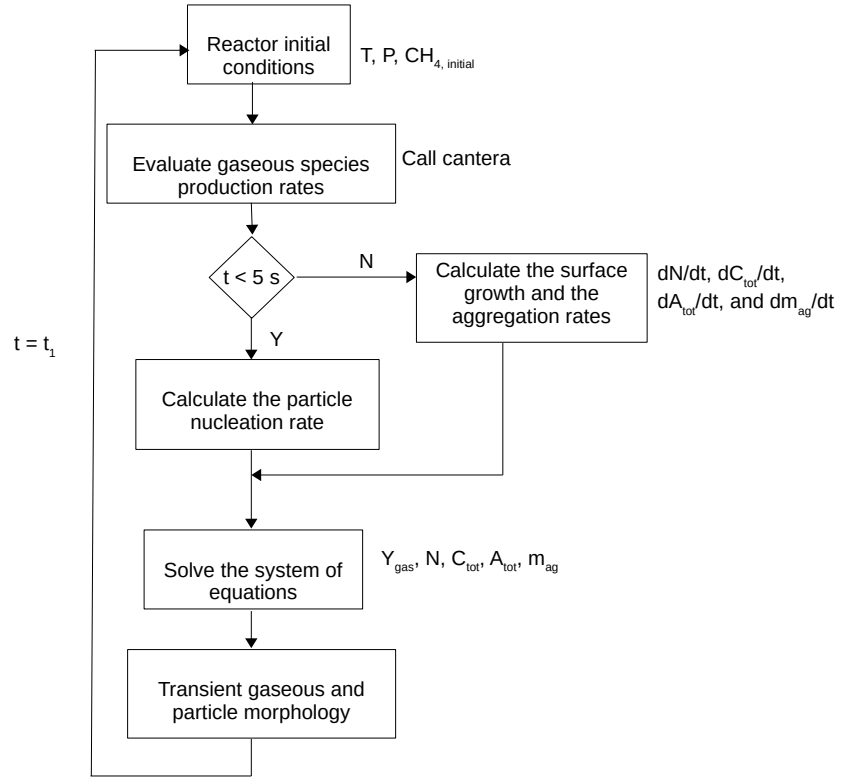 Reactor initial
conditions
T, P, CH4, initial
Evaluate gaseous species
production rates
Call cantera
t < 5 s
N
Calculate the surface
growth and the
aggregation rates
dN/dt, dCtot/dt,
dAtot/dt, and dmag/dt
Y
t = t1
Calculate the particle
nucleation rate
Solve the system of
equations
Ygas, N, Ctot, Atot, mag
Transient gaseous and
particle morphology